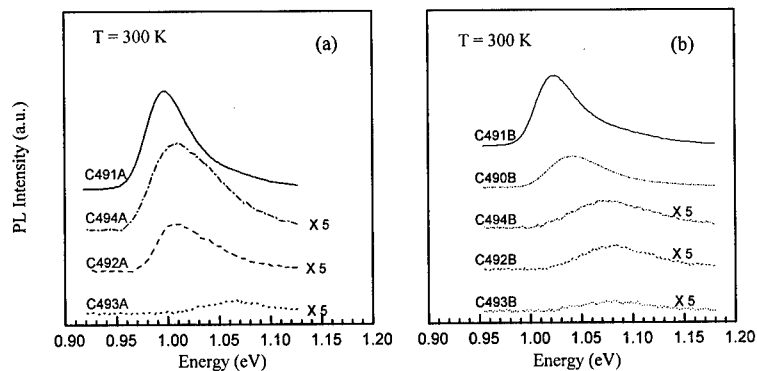 T = 300 K
(a)
C491A
C494A
X 5
C492A
X 5
C493A
X 5
0.90 0.95 1.00 1.05 1.10 1.15 1.20
Energy (eV)
PL Intensity (a.u.)
T = 300 K
(b)
C491B
C490B
C494B
X 5
C492B
X 5
C493B
X 5
0.90 0.95 1.00 1.05 1.10 1.15 1.20
Energy (eV)